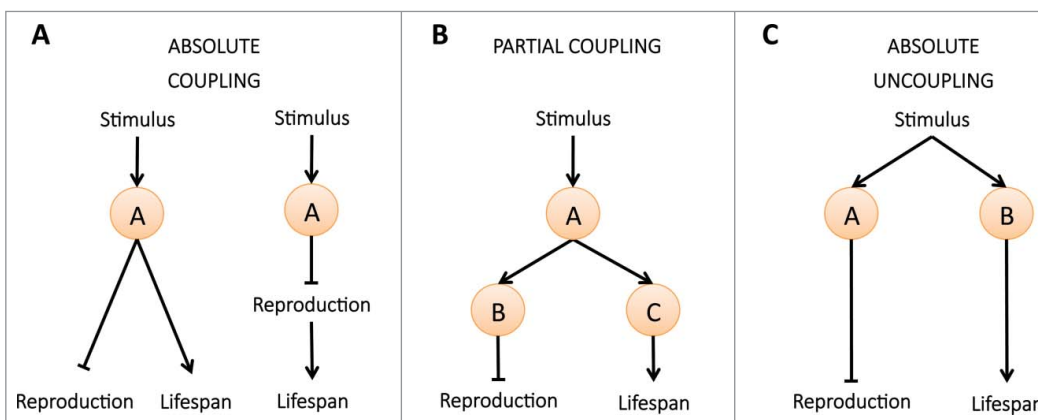 A
ABSOLUTE
COUPLING
Stimulus
A
Reproduction
Lifespan
Stimulus
A
Reproduction
Lifespan
B
PARTIAL COUPLING
Stimulus
A
B
C
Reproduction
Lifespan
C
ABSOLUTE
UNCOUPLING
Stimulus
A
B
Reproduction
Lifespan